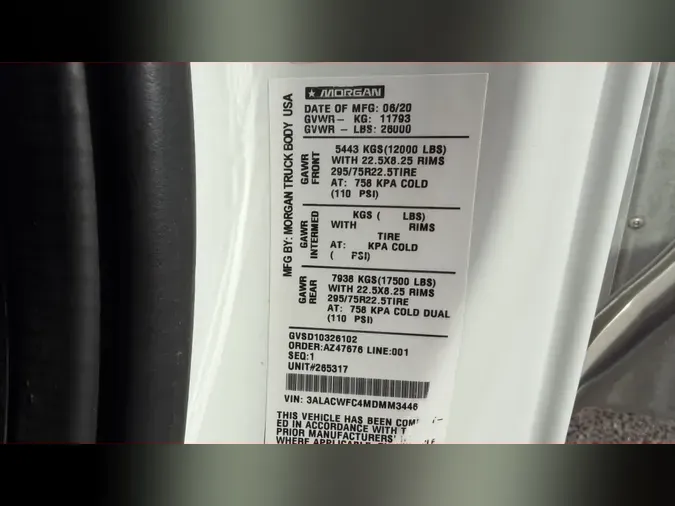 MORGAN
DATE OF MFG: 06/20
GVWR- KG: 11793
GVWR - LBS: 26000
MFG BY: MORGAN TRUCK BODY USA
GAWR FRONT
5443 KGS(12000 LBS)
WITH 22.5X8.25 RIMS
295/75R22.5TIRE
AT: 758 KPA COLD
(110 PSI)
GAWR INTERMED
KGS ( LBS)
WITH RIMS
TIRE
AT: KPA COLD
( PSI)
GAWR REAR
7938 KGS(17500 LBS)
WITH 22.5X8.25 RIMS
295/75R22.5TIRE
AT: 758 KPA COLD DUAL
(110 PSI)
GVSD10326102
ORDER:AZ47676 LINE:001
SEQ:1
UNIT#265317
VIN: 3ALACWFC4MDMM3446
THIS VEHICLE HAS BEEN
ED IN ACCORDANCE WITH
PRIOR MANUFACTURERS'
WHERE APPLICABLE